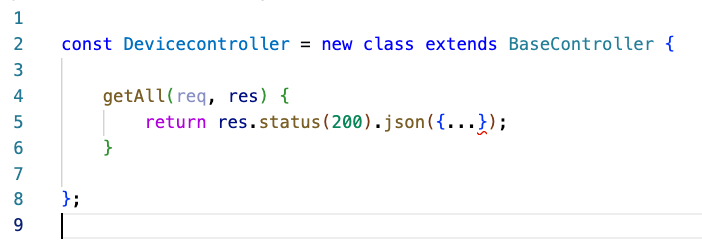 1
2 const Devicecontroller = new class extends BaseController {
3
4 getAll(req, res) {
5 return res.status(200).json({...});
6 }
7
8 };
9